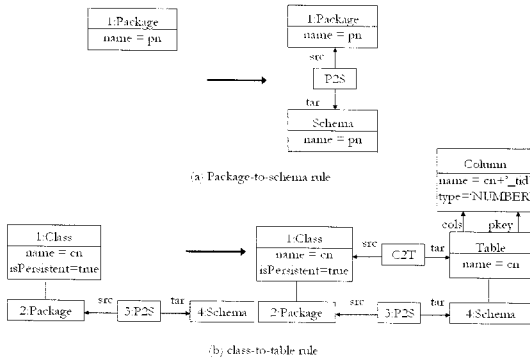 1:Package
name = pn
1:Package
name = pn
src
P2S
tar
Schema
name = pn
(a) Package-to-schema rule
Column
name = cn+'_tid'
type='NUMBER'
cols pkey
1:Class
name = cn
isPersistent=true
1:Class
name = cn
isPersistent=true
src C2T tar
Table
name = cn
2:Package src 3:P2S tar 4:Schema
2:Package src 3:P2S tar 4:Schema
(b) class-to-table rule